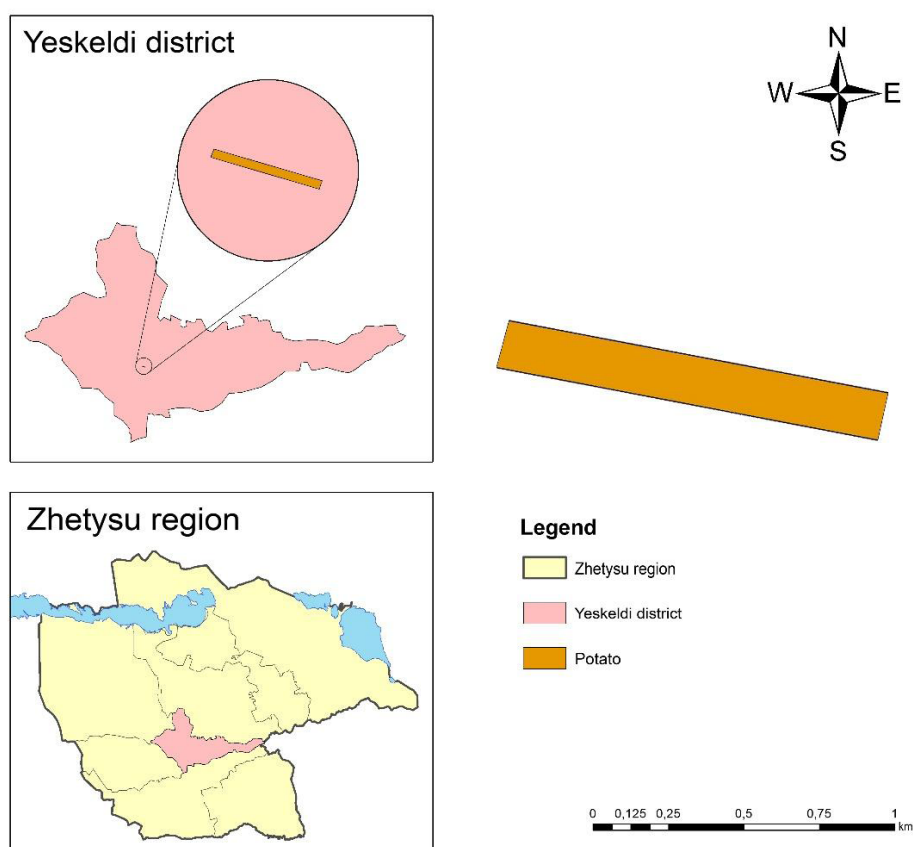 Yeskeldi district
N
W E
S
Zhetysu region
Legend
Zhetysu region
Yeskeldi district
Potato
0 0,125 0,25 0,5 0,75 1
km